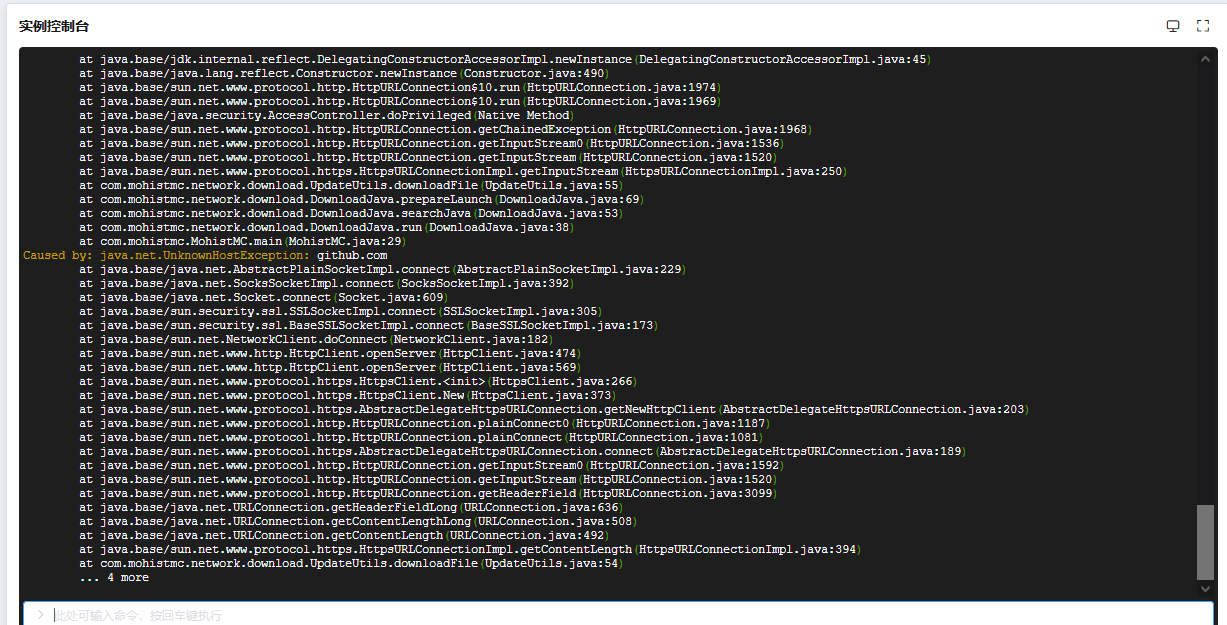 实例控制台
at java.base/jdk.internal.reflect.DelegatingConstructorAccessorImpl.newInstance(DelegatingConstructorAccessorImpl.java:45)
at java.base/java.lang.reflect.Constructor.newInstance(Constructor.java:490)
at java.base/sun.net.www.protocol.http.HttpURLConnection$10.run(HttpURLConnection.java:1974)
at java.base/sun.net.www.protocol.http.HttpURLConnection$10.run(HttpURLConnection.java:1969)
at java.base/java.security.AccessController.doPrivileged(Native Method)
at java.base/sun.net.www.protocol.http.HttpURLConnection.getChainedException(HttpURLConnection.java:1968)
at java.base/sun.net.www.protocol.http.HttpURLConnection.getInputStream0(HttpURLConnection.java:1536)
at java.base/sun.net.www.protocol.http.HttpURLConnection.getInputStream(HttpURLConnection.java:1520)
at java.base/sun.net.www.protocol.https.HttpsURLConnectionImpl.getInputStream(HttpsURLConnectionImpl.java:250)
at com.mohistmc.network.download.UpdateUtils.downloadFile(UpdateUtils.java:55)
at com.mohistmc.network.download.DownloadJava.prepareLaunch(DownloadJava.java:69)
at com.mohistmc.network.download.DownloadJava.searchJava(DownloadJava.java:53)
at com.mohistmc.network.download.DownloadJava.run(DownloadJava.java:38)
at com.mohistmc.MohistMC.main(MohistMC.java:29)
Caused by: java.net.UnknownHostException: github.com
at java.base/java.net.AbstractPlainSocketImpl.connect(AbstractPlainSocketImpl.java:229)
at java.base/java.net.SocksSocketImpl.connect(SocksSocketImpl.java:392)
at java.base/java.net.Socket.connect(Socket.java:609)
at java.base/sun.security.ssl.SSLSocketImpl.connect(SSLSocketImpl.java:305)
at java.base/sun.security.ssl.BaseSSLSocketImpl.connect(BaseSSLSocketImpl.java:173)
at java.base/sun.net.NetworkClient.doConnect(NetworkClient.java:182)
at java.base/sun.net.www.http.HttpClient.openServer(HttpClient.java:474)
at java.base/sun.net.www.http.HttpClient.openServer(HttpClient.java:569)
at java.base/sun.net.www.protocol.https.HttpsClient.<init>(HttpsClient.java:266)
at java.base/sun.net.www.protocol.https.HttpsClient.New(HttpsClient.java:373)
at java.base/sun.net.www.protocol.https.AbstractDelegateHttpsURLConnection.getNewHttpClient(AbstractDelegateHttpsURLConnection.java:203)
at java.base/sun.net.www.protocol.http.HttpURLConnection.plainConnect0(HttpURLConnection.java:1187)
at java.base/sun.net.www.protocol.http.HttpURLConnection.plainConnect(HttpURLConnection.java:1081)
at java.base/sun.net.www.protocol.https.AbstractDelegateHttpsURLConnection.connect(AbstractDelegateHttpsURLConnection.java:189)
at java.base/sun.net.www.protocol.http.HttpURLConnection.getInputStream0(HttpURLConnection.java:1592)
at java.base/sun.net.www.protocol.http.HttpURLConnection.getInputStream(HttpURLConnection.java:1520)
at java.base/sun.net.www.protocol.http.HttpURLConnection.getHeaderField(HttpURLConnection.java:3099)
at java.base/java.net.URLConnection.getHeaderFieldLong(URLConnection.java:636)
at java.base/java.net.URLConnection.getContentLengthLong(URLConnection.java:508)
at java.base/java.net.URLConnection.getContentLength(URLConnection.java:492)
at java.base/sun.net.www.protocol.https.HttpsURLConnectionImpl.getContentLength(HttpsURLConnectionImpl.java:394)
at com.mohistmc.network.download.UpdateUtils.downloadFile(UpdateUtils.java:54)
... 4 more
此处可输入命令，按回车键执行